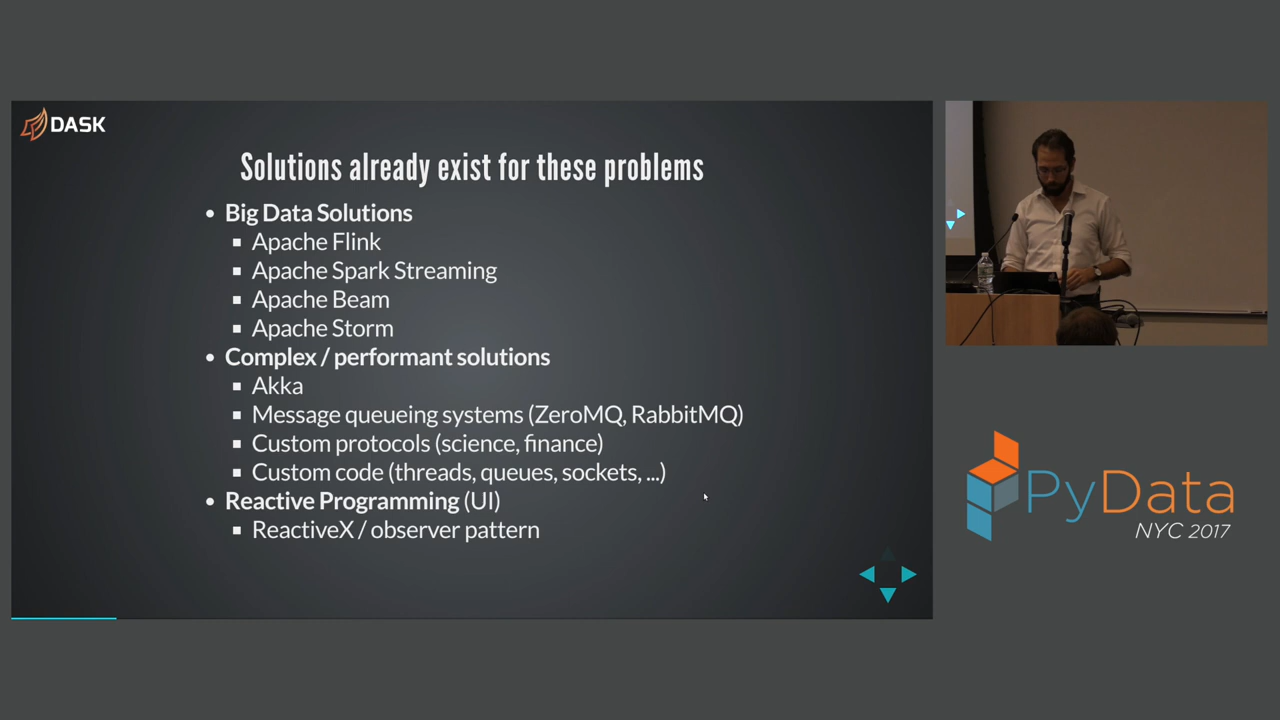 DASK
Solutions already exist for these problems
Big Data Solutions
Apache Flink
Apache Spark Streaming
Apache Beam
Apache Storm
Complex / performant solutions
Akka
Message queueing systems (ZeroMQ, RabbitMQ)
Custom protocols (science, finance)
Custom code (threads, queues, sockets, ...)
Reactive Programming (UI)
ReactiveX / observer pattern
PyData
NYC 2017